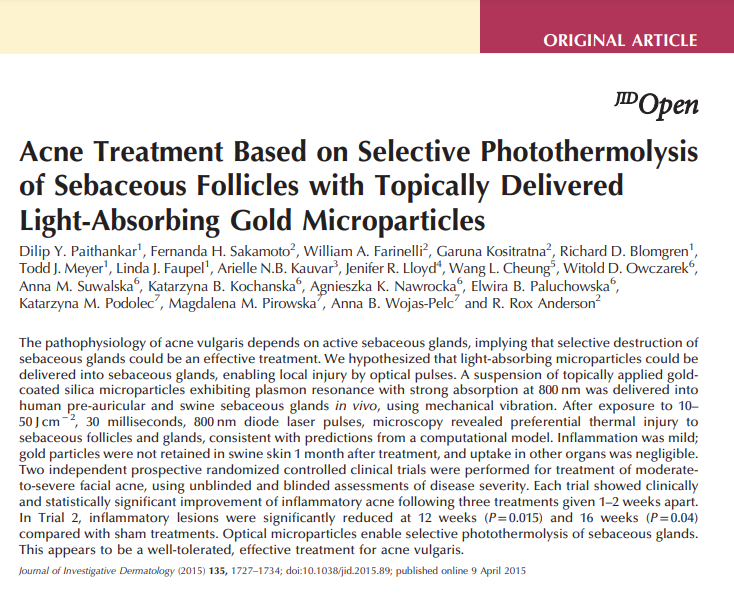 ORIGINAL ARTICLE
JID Open
Acne Treatment Based on Selective Photothermolysis
of Sebaceous Follicles with Topically Delivered
Light-Absorbing Gold Microparticles
Dilip Y. Paithankar¹, Fernanda H. Sakamoto², William A. Farinelli², Garuna Kositratna², Richard D. Blomgren¹,
Todd J. Meyer¹, Linda J. Faupel¹, Arielle N.B. Kauvar³, Jenifer R. Lloyd⁴, Wang L. Cheung⁵, Witold D. Owczarek⁶,
Anna M. Suwalska⁶, Katarzyna B. Kochanska⁶, Agnieszka K. Nawrocka⁶, Elwira B. Paluchowska⁶,
Katarzyna M. Podolec⁷, Magdalena M. Pirowska⁷, Anna B. Wojas-Pelc⁷ and R. Rox Anderson²
The pathophysiology of acne vulgaris depends on active sebaceous glands, implying that selective destruction of
sebaceous glands could be an effective treatment. We hypothesized that light-absorbing microparticles could be
delivered into sebaceous glands, enabling local injury by optical pulses. A suspension of topically applied gold-
coated silica microparticles exhibiting plasmon resonance with strong absorption at 800 nm was delivered into
human pre-auricular and swine sebaceous glands in vivo, using mechanical vibration. After exposure to 10–
50 J cm⁻², 30 milliseconds, 800 nm diode laser pulses, microscopy revealed preferential thermal injury to
sebaceous follicles and glands, consistent with predictions from a computational model. Inflammation was mild;
gold particles were not retained in swine skin 1 month after treatment, and uptake in other organs was negligible.
Two independent prospective randomized controlled clinical trials were performed for treatment of moderate-
to-severe facial acne, using unblinded and blinded assessments of disease severity. Each trial showed clinically
and statistically significant improvement of inflammatory acne following three treatments given 1–2 weeks apart.
In Trial 2, inflammatory lesions were significantly reduced at 12 weeks (P=0.015) and 16 weeks (P=0.04)
compared with sham treatments. Optical microparticles enable selective photothermolysis of sebaceous glands.
This appears to be a well-tolerated, effective treatment for acne vulgaris.
Journal of Investigative Dermatology (2015) 135, 1727–1734; doi:10.1038/jid.2015.89; published online 9 April 2015